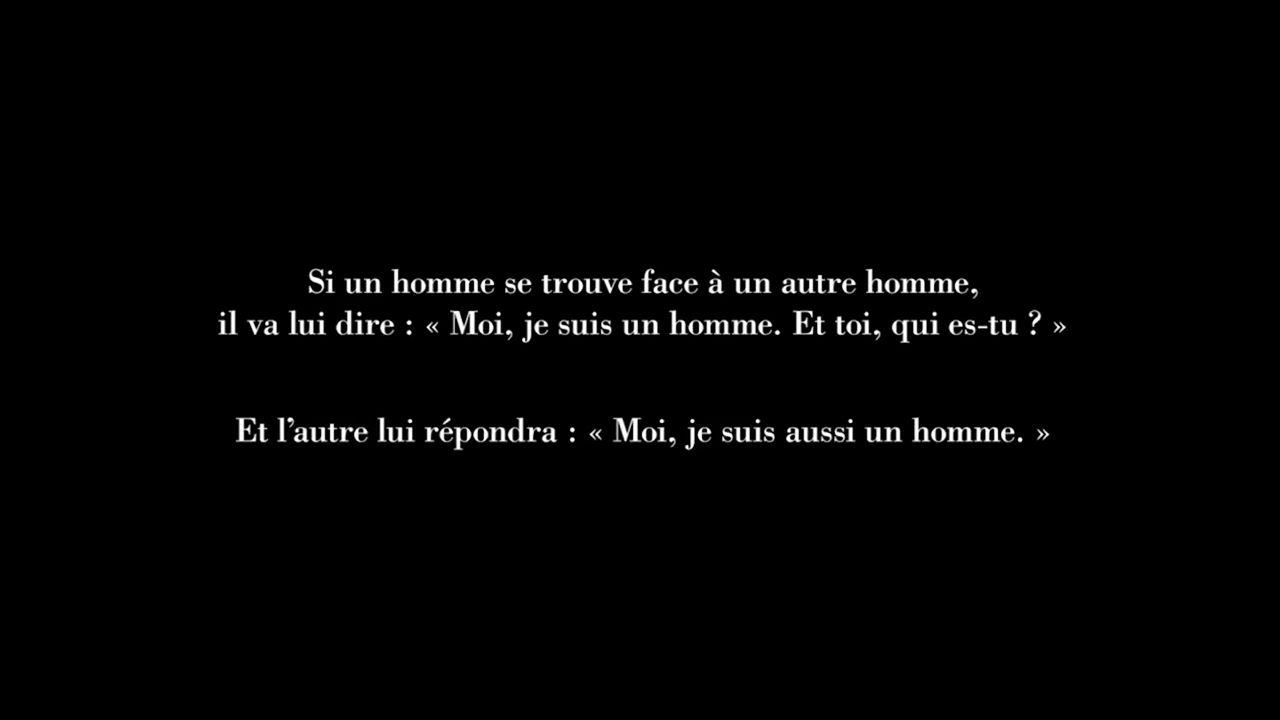 Si un homme se trouve face à un autre homme,
il va lui dire : « Moi, je suis un homme. Et toi, qui es-tu ? »
Et l’autre lui répondra : « Moi, je suis aussi un homme. »